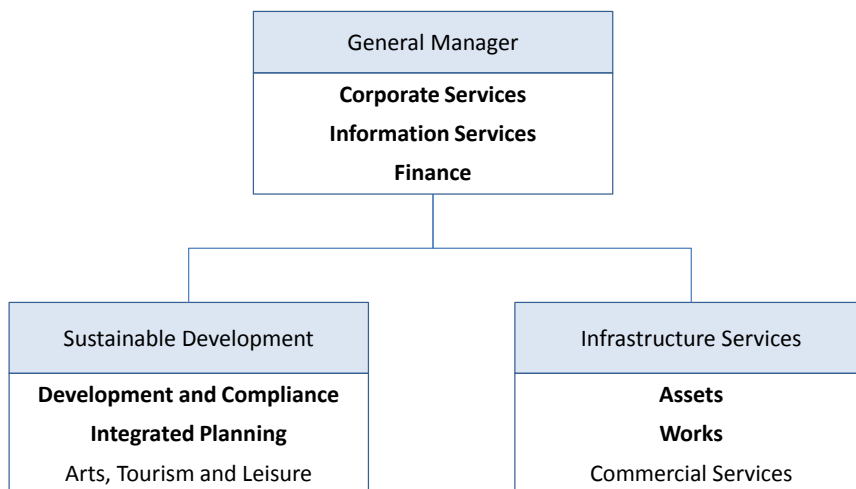 General Manager
Corporate Services
Information Services
Finance
Sustainable Development
Development and Compliance
Integrated Planning
Arts, Tourism and Leisure
Infrastructure Services
Assets
Works
Commercial Services